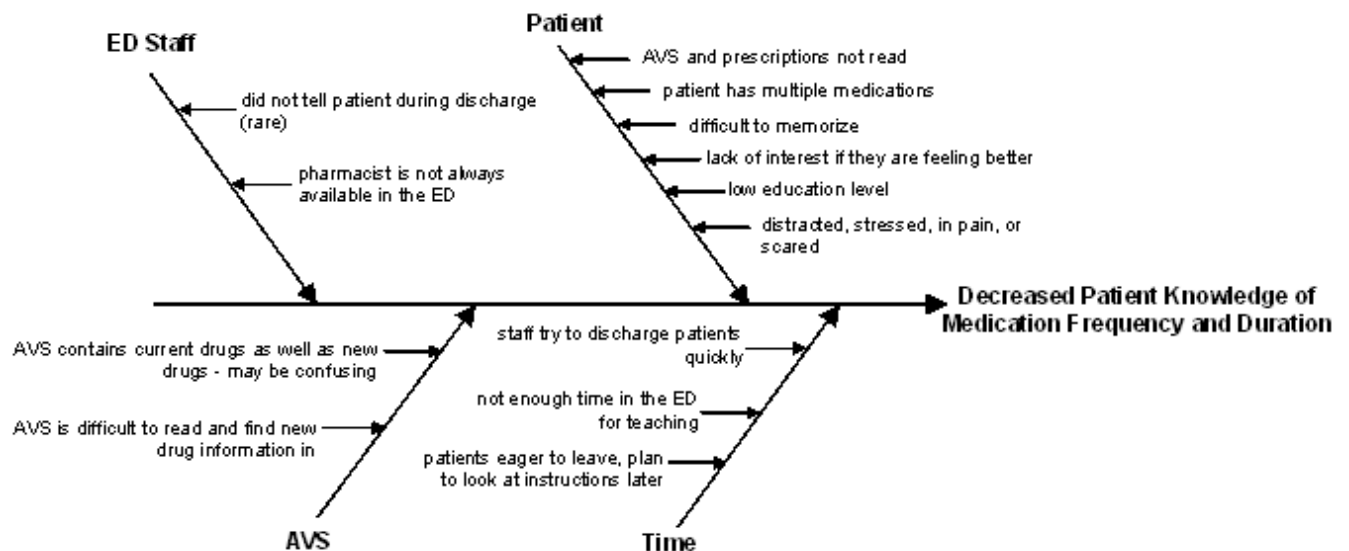 ED Staff
did not tell patient during discharge
(rare)
pharmacist is not always
available in the ED
Patient
AVS and prescriptions not read
patient has multiple medications
difficult to memorize
lack of interest if they are feeling better
low education level
distracted, stressed, in pain, or
scared
Decreased Patient Knowledge of
Medication Frequency and Duration
AVS contains current drugs as well as new
drugs - may be confusing
AVS is difficult to read and find new
drug information in
AVS
staff try to discharge patients
quickly
not enough time in the ED
for teaching
patients eager to leave, plan
to look at instructions later
Time